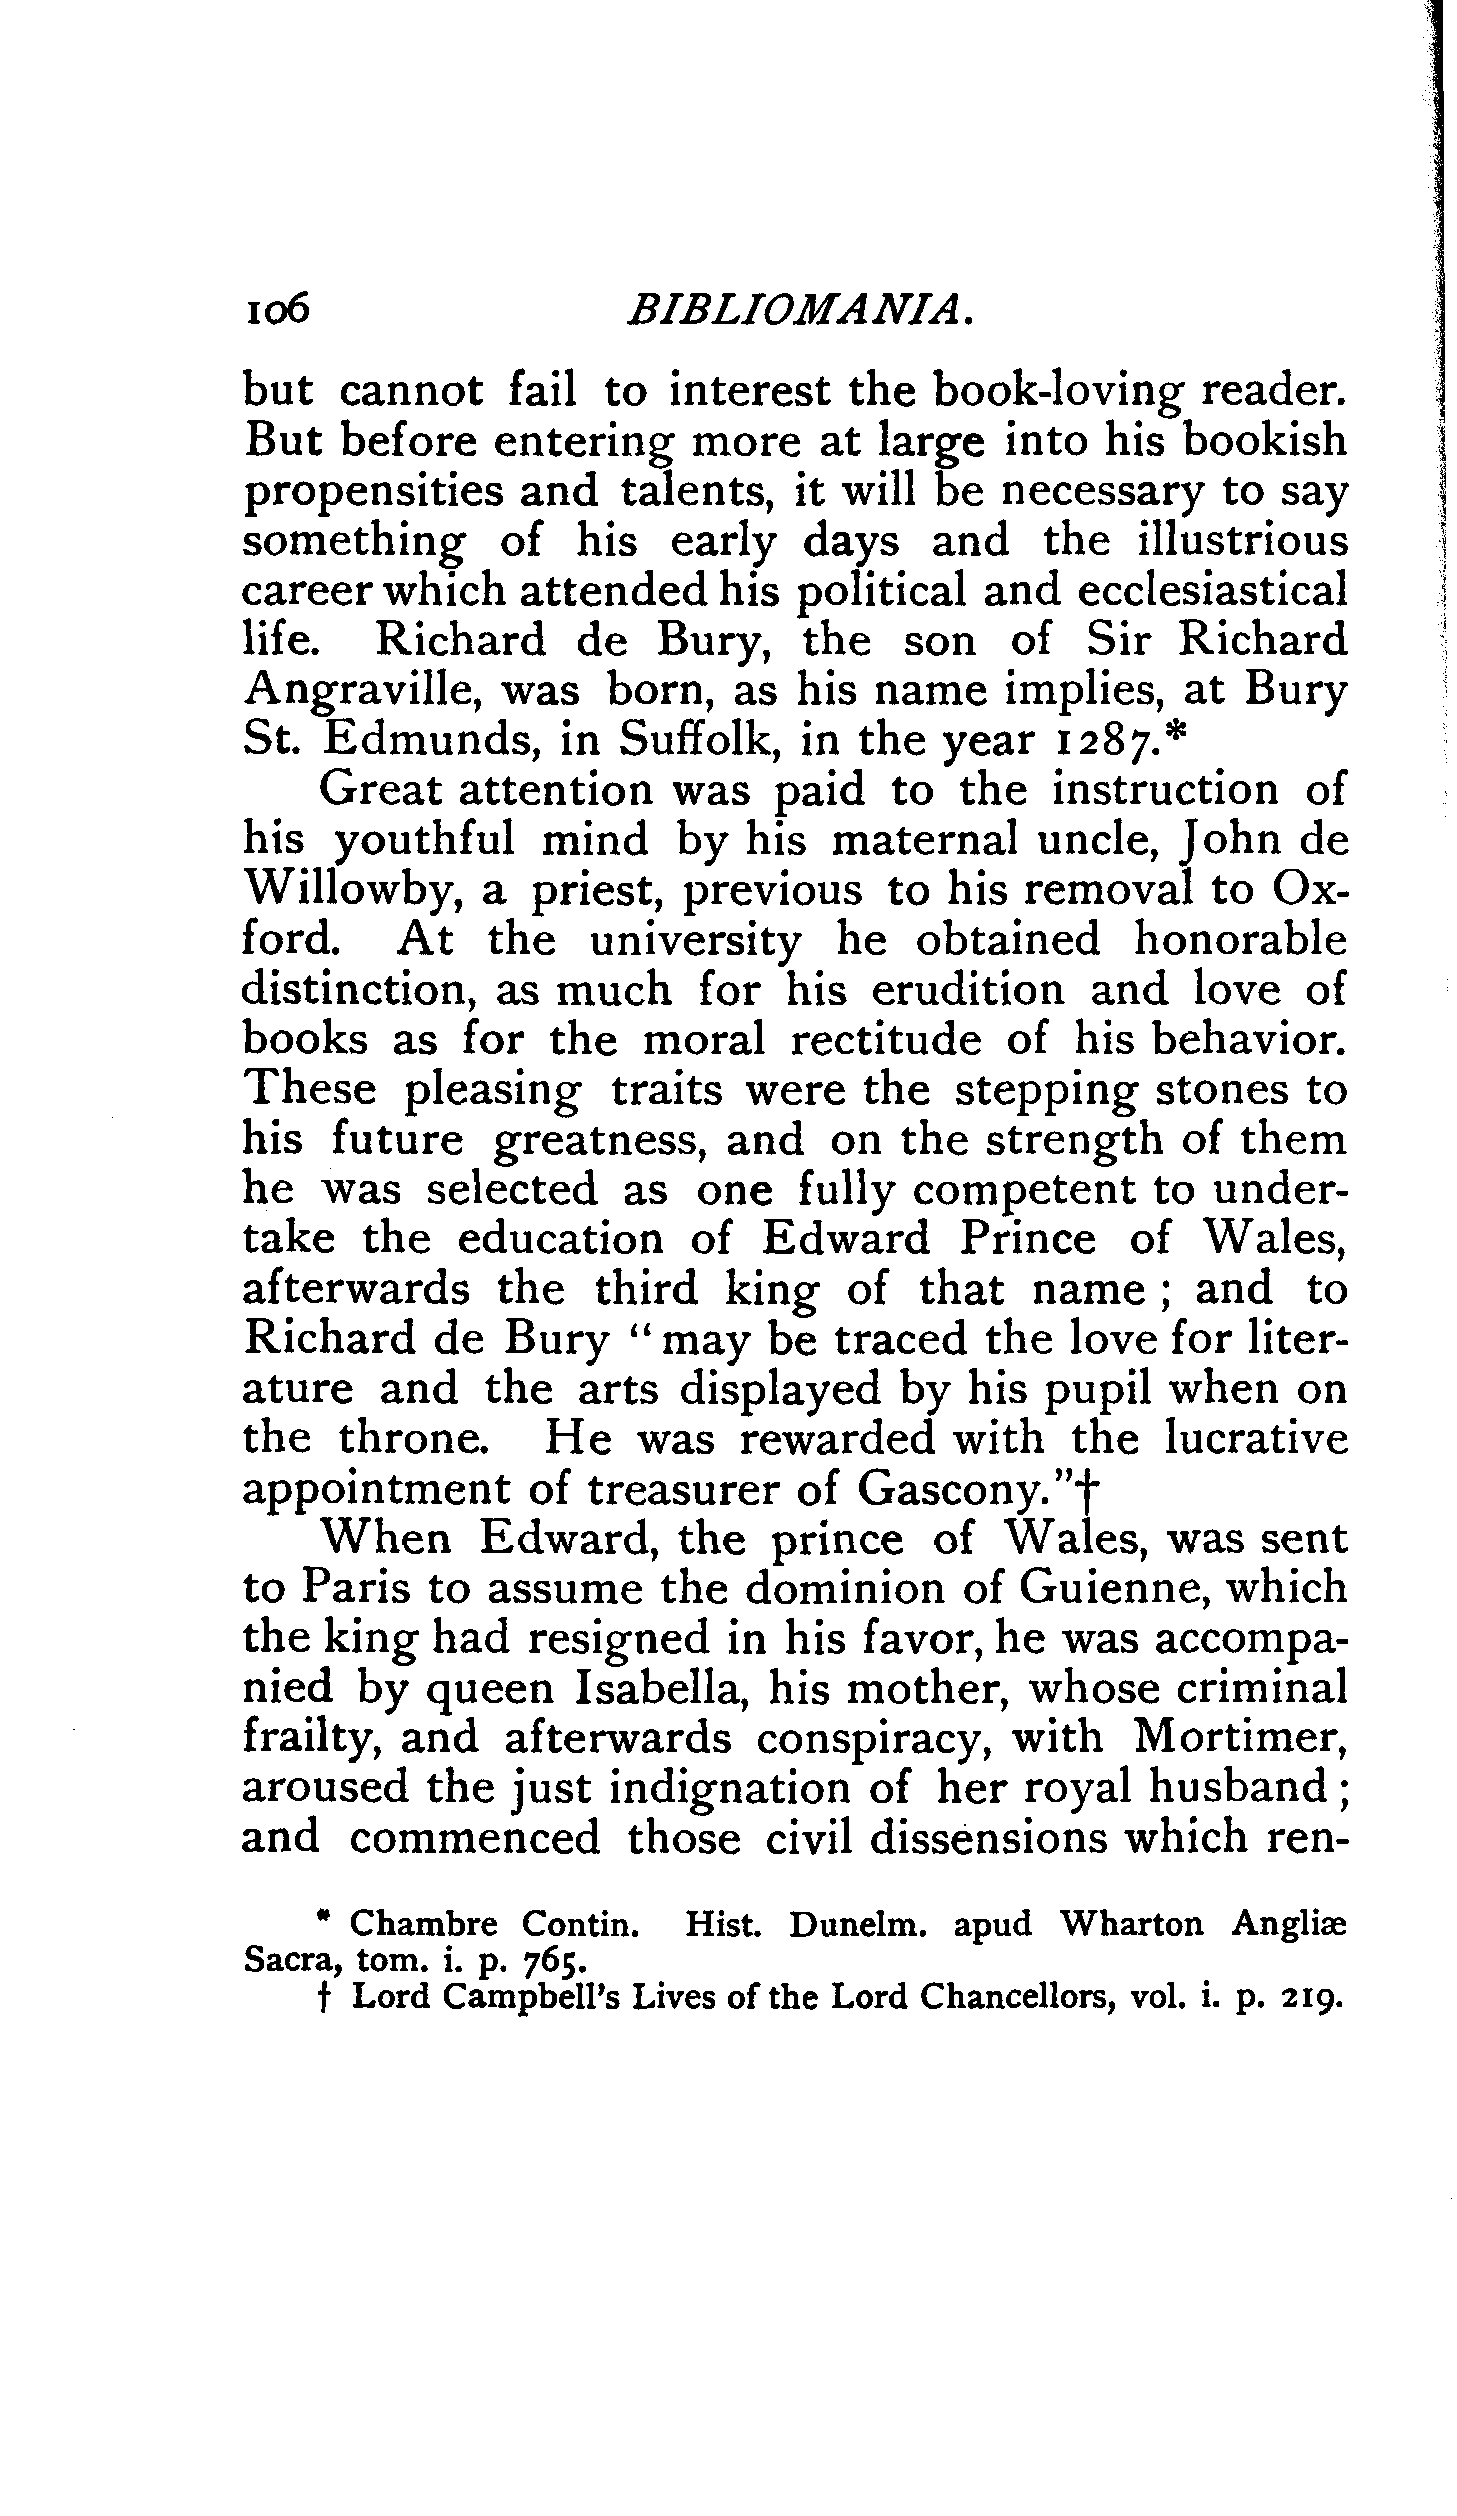 106 BIBLIOMANIA.
but cannot fail to interest the book-loving reader.
But before entering more at large into his bookish
propensities and talents, it will be necessary to say
something of his early days and the illustrious
career which attended his political and ecclesiastical
life. Richard de Bury, the son of Sir Richard
Angraville, was born, as his name implies, at Bury
St. Edmunds, in Suffolk, in the year 1287.*
Great attention was paid to the instruction of
his youthful mind by his maternal uncle, John de
Willowby, a priest, previous to his removal to Ox-
ford. At the university he obtained honorable
distinction, as much for his erudition and love of
books as for the moral rectitude of his behavior.
These pleasing traits were the stepping stones to
his future greatness, and on the strength of them
he was selected as one fully competent to under-
take the education of Edward Prince of Wales,
afterwards the third king of that name ; and to
Richard de Bury “ may be traced the love for liter-
ature and the arts displayed by his pupil when on
the throne. He was rewarded with the lucrative
appointment of treasurer of Gascony.”†
When Edward, the prince of Wales, was sent
to Paris to assume the dominion of Guienne, which
the king had resigned in his favor, he was accompa-
nied by queen Isabella, his mother, whose criminal
frailty, and afterwards conspiracy, with Mortimer,
aroused the just indignation of her royal husband ;
and commenced those civil dissensions which ren-
* Chambre Contin. Hist. Dunelm. apud Wharton Angliæ
Sacra, tom. i. p. 765.
† Lord Campbell's Lives of the Lord Chancellors, vol. i. p. 219.